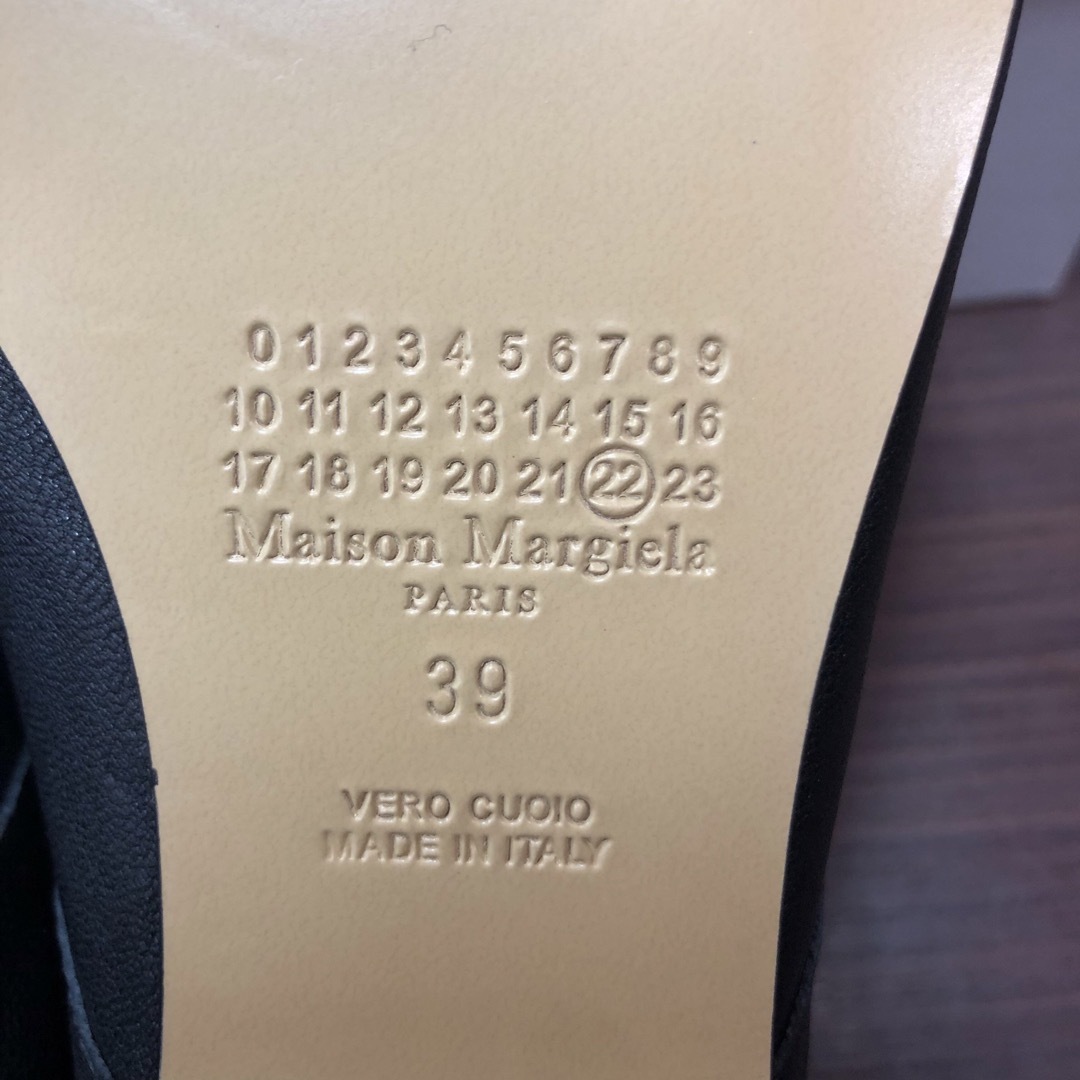 0 1 2 3 4 5 6 7 8 9
10 11 12 13 14 15 16
17 18 19 20 21 22 23
Maison Margiela
PARIS
39
VERO CUOIO
MADE IN ITALY